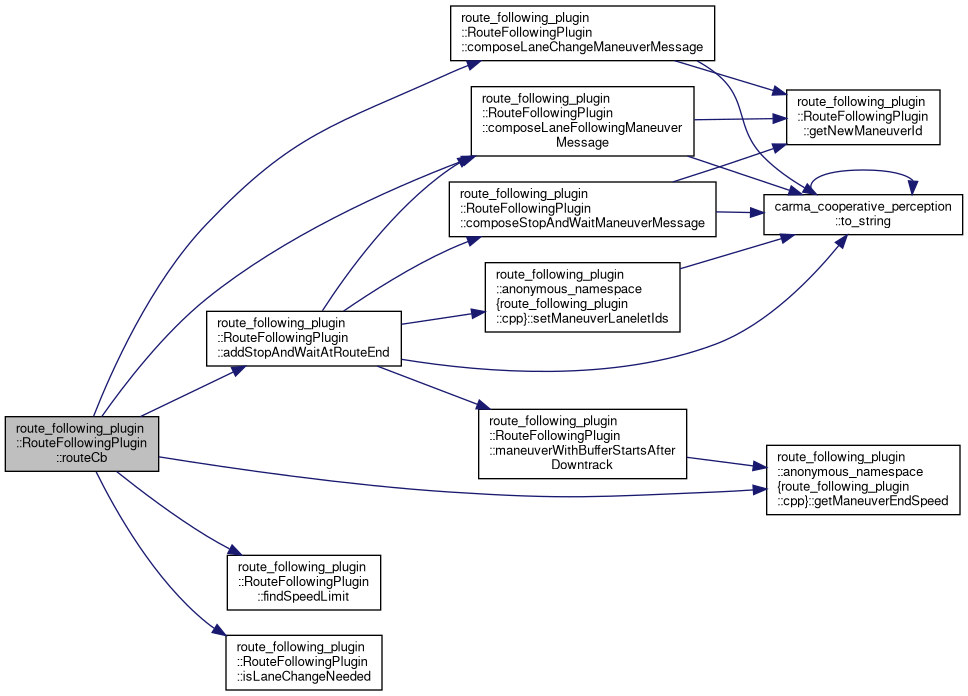 route_following_plugin
::RouteFollowingPlugin
::composeLaneChangeManeuverMessage
route_following_plugin
::RouteFollowingPlugin
::composeLaneFollowingManeuver
Message
route_following_plugin
::RouteFollowingPlugin
::getNewManeuverId
route_following_plugin
::RouteFollowingPlugin
::composeStopAndWaitManeuverMessage
carma_cooperative_perception
::to_string
route_following_plugin
::anonymous_namespace
{route_following_plugin
::cpp}::setManeuverLaneletIds
route_following_plugin
::RouteFollowingPlugin
::addStopAndWaitAtRouteEnd
route_following_plugin
::RouteFollowingPlugin
::maneuverWithBufferStartsAfter
Downtrack
route_following_plugin
::RouteFollowingPlugin
::routeCb
route_following_plugin
::anonymous_namespace
{route_following_plugin
::cpp}::getManeuverEndSpeed
route_following_plugin
::RouteFollowingPlugin
::findSpeedLimit
route_following_plugin
::RouteFollowingPlugin
::isLaneChangeNeeded